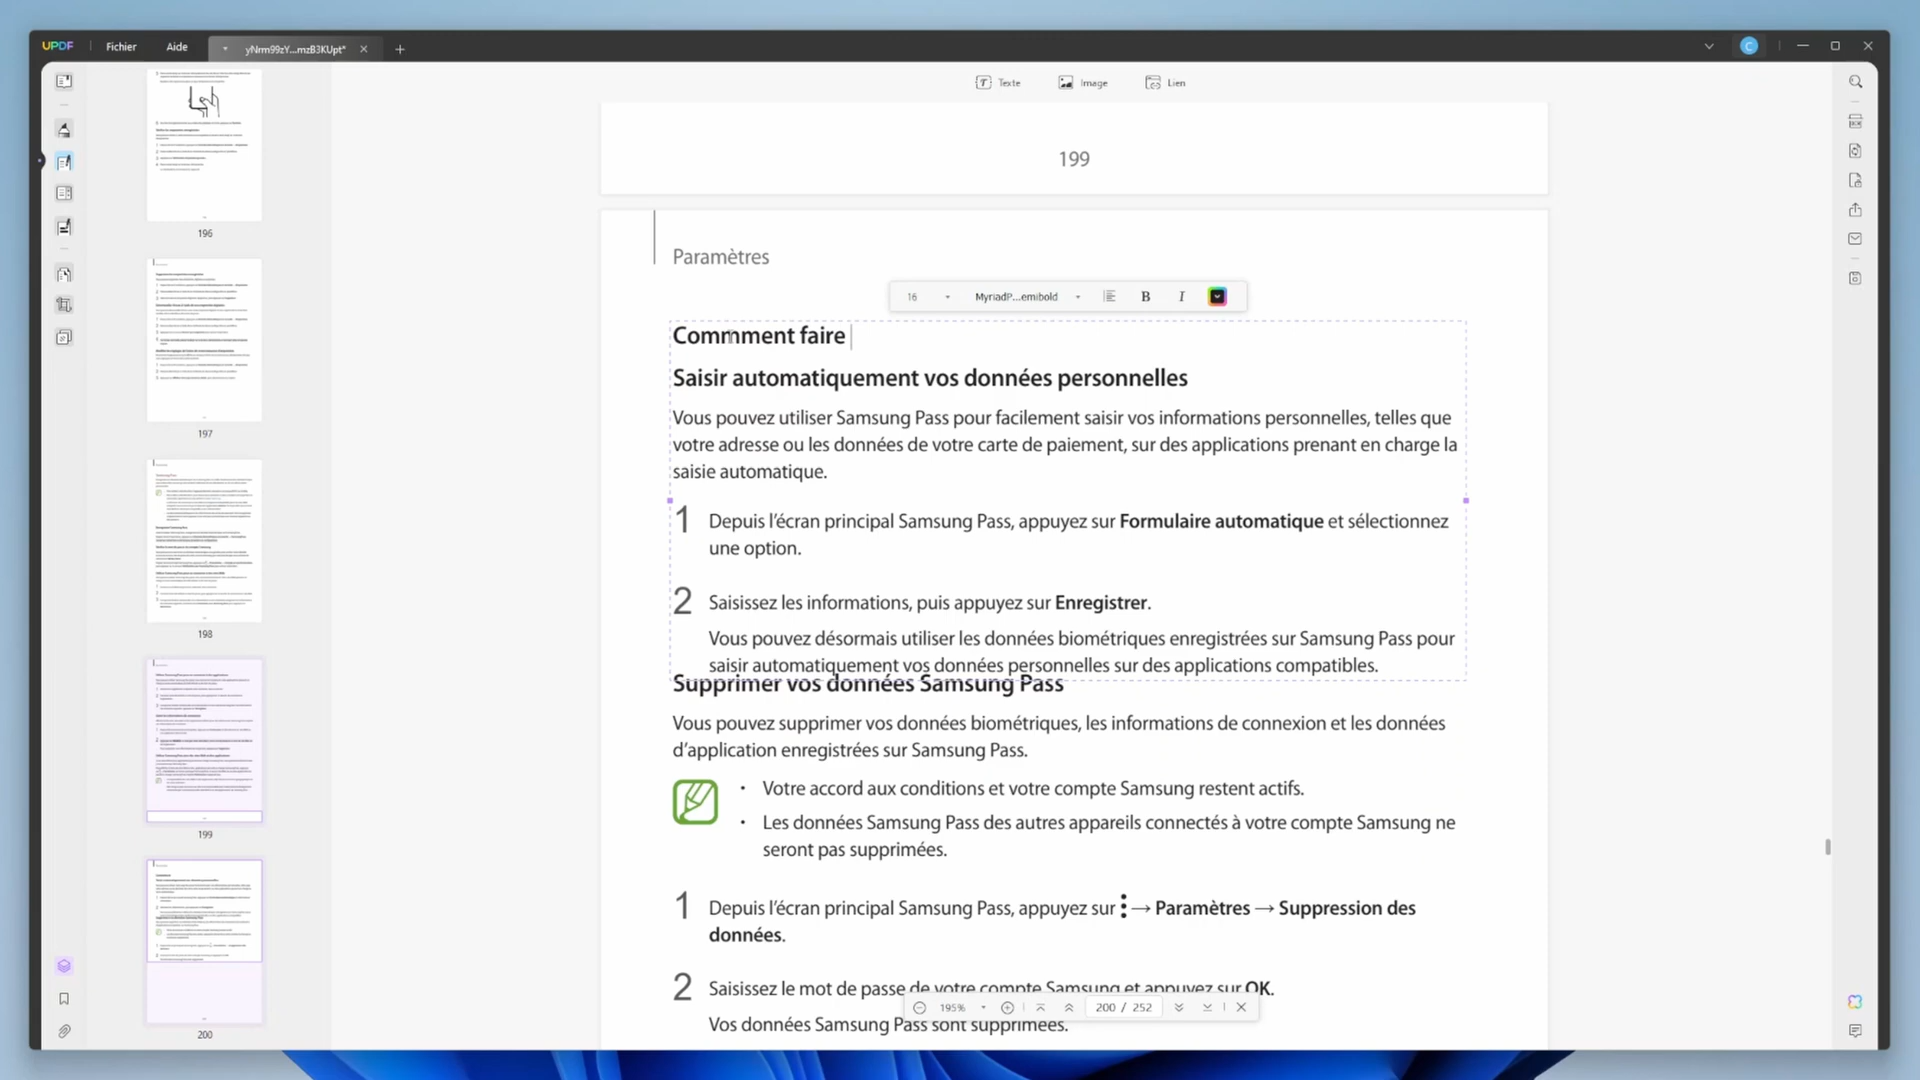 UPDF Fichier Aide yNrm99zY...mzB3KUpt*
C
Texte Image Lien
196
197
198
199
200
199
Paramètres
16 MyriadP...emibold B I
Commment faire
Saisir automatiquement vos données personnelles
Vous pouvez utiliser Samsung Pass pour facilement saisir vos informations personnelles, telles que
votre adresse ou les données de votre carte de paiement, sur des applications prenant en charge la
saisie automatique.
1 Depuis l'écran principal Samsung Pass, appuyez sur Formulaire automatique et sélectionnez
une option.
2 Saisissez les informations, puis appuyez sur Enregistrer.
Vous pouvez désormais utiliser les données biométriques enregistrées sur Samsung Pass pour
saisir automatiquement vos données personnelles sur des applications compatibles.
Supprimer vos données Samsung Pass
Vous pouvez supprimer vos données biométriques, les informations de connexion et les données
d'application enregistrées sur Samsung Pass.
• Votre accord aux conditions et votre compte Samsung restent actifs.
• Les données Samsung Pass des autres appareils connectés à votre compte Samsung ne
seront pas supprimées.
1 Depuis l'écran principal Samsung Pass, appuyez sur → Paramètres → Suppression des
données.
2 Saisissez le mot de passe de votre compte Samsung et appuyez sur OK.
195% 200 / 252
Vos données Samsung Pass sont supprimées.